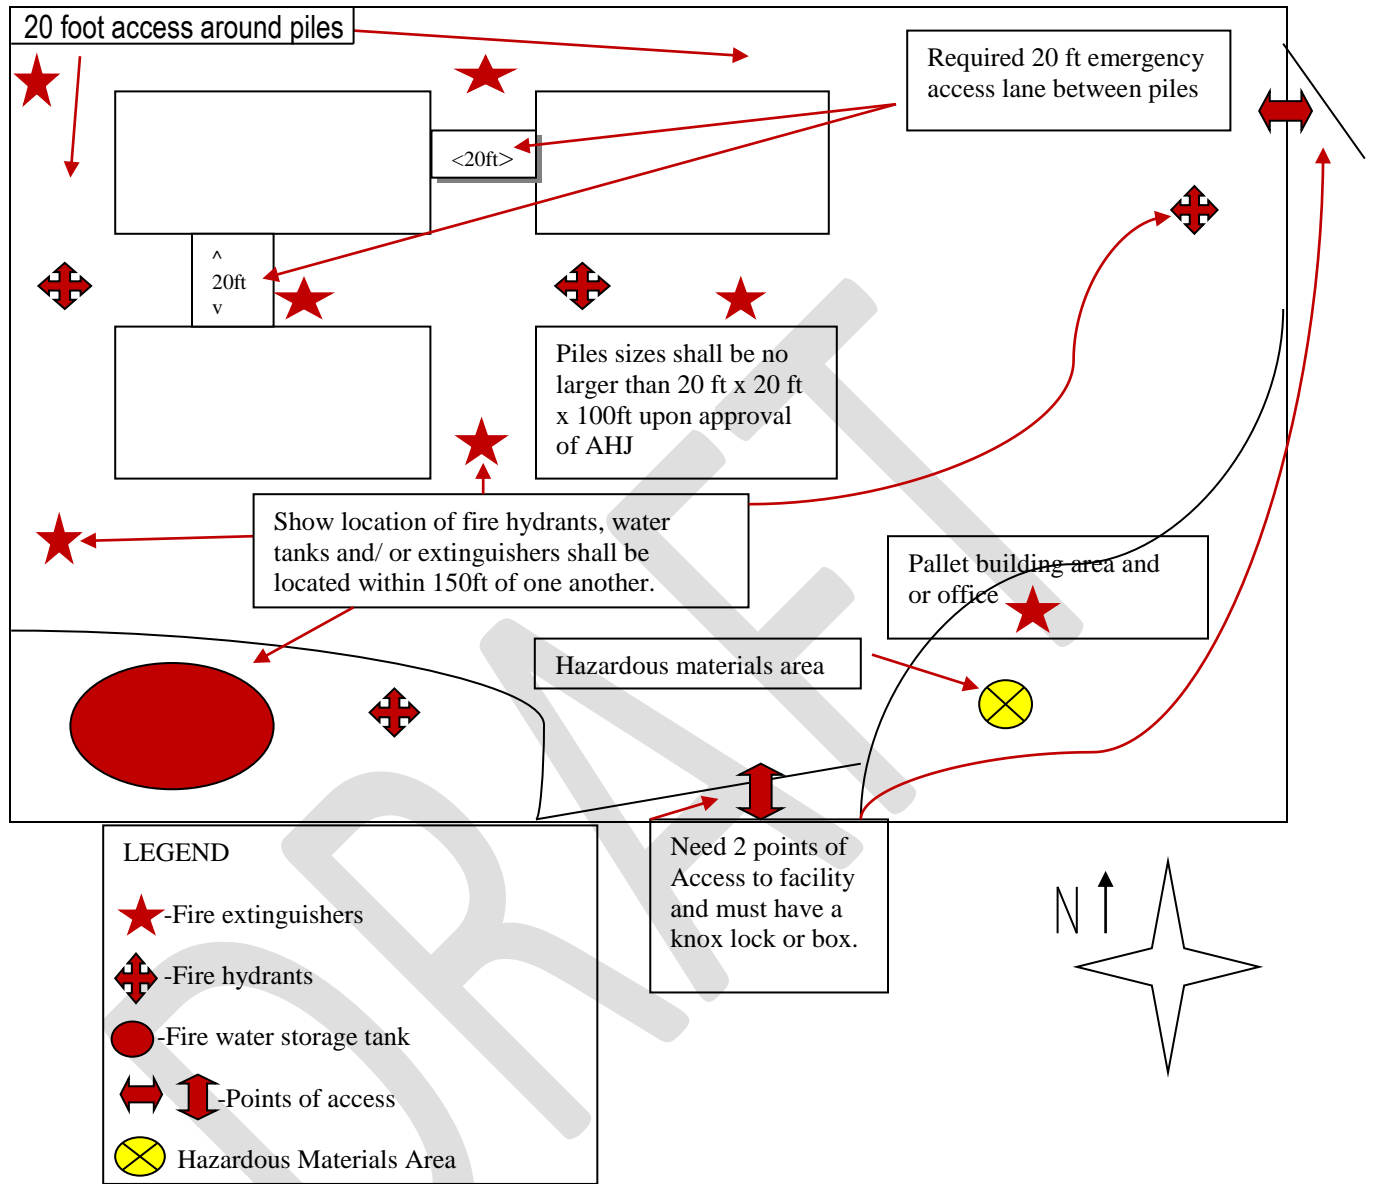 20 foot access around piles
Required 20 ft emergency
access lane between piles
<20ft>
^
20ft
v
Piles sizes shall be no
larger than 20 ft x 20 ft
x 100ft upon approval
of AHJ
Show location of fire hydrants, water
tanks and/ or extinguishers shall be
located within 150ft of one another.
Pallet building area and
or office
Hazardous materials area
Need 2 points of
Access to facility
and must have a
knox lock or box.
LEGEND
-Fire extinguishers
-Fire hydrants
-Fire water storage tank
-Points of access
Hazardous Materials Area
N
DRAFT